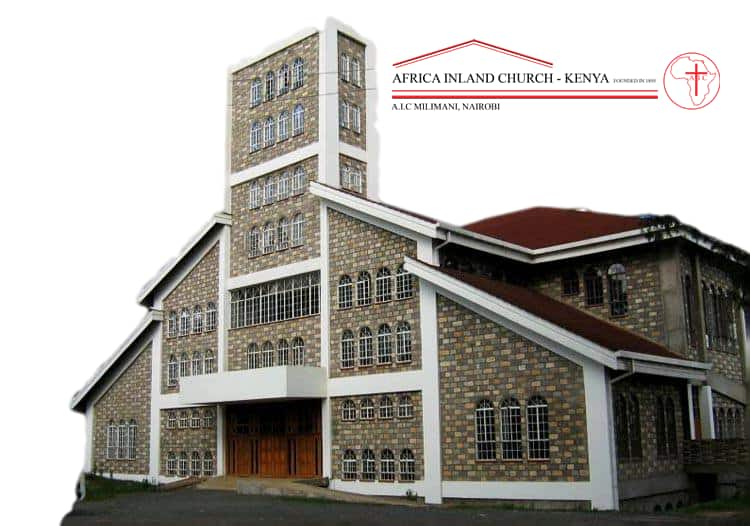 AFRICA INLAND CHURCH - KENYA FOUNDED IN 1895
A.I.C MILIMANI, NAIROBI
A I C